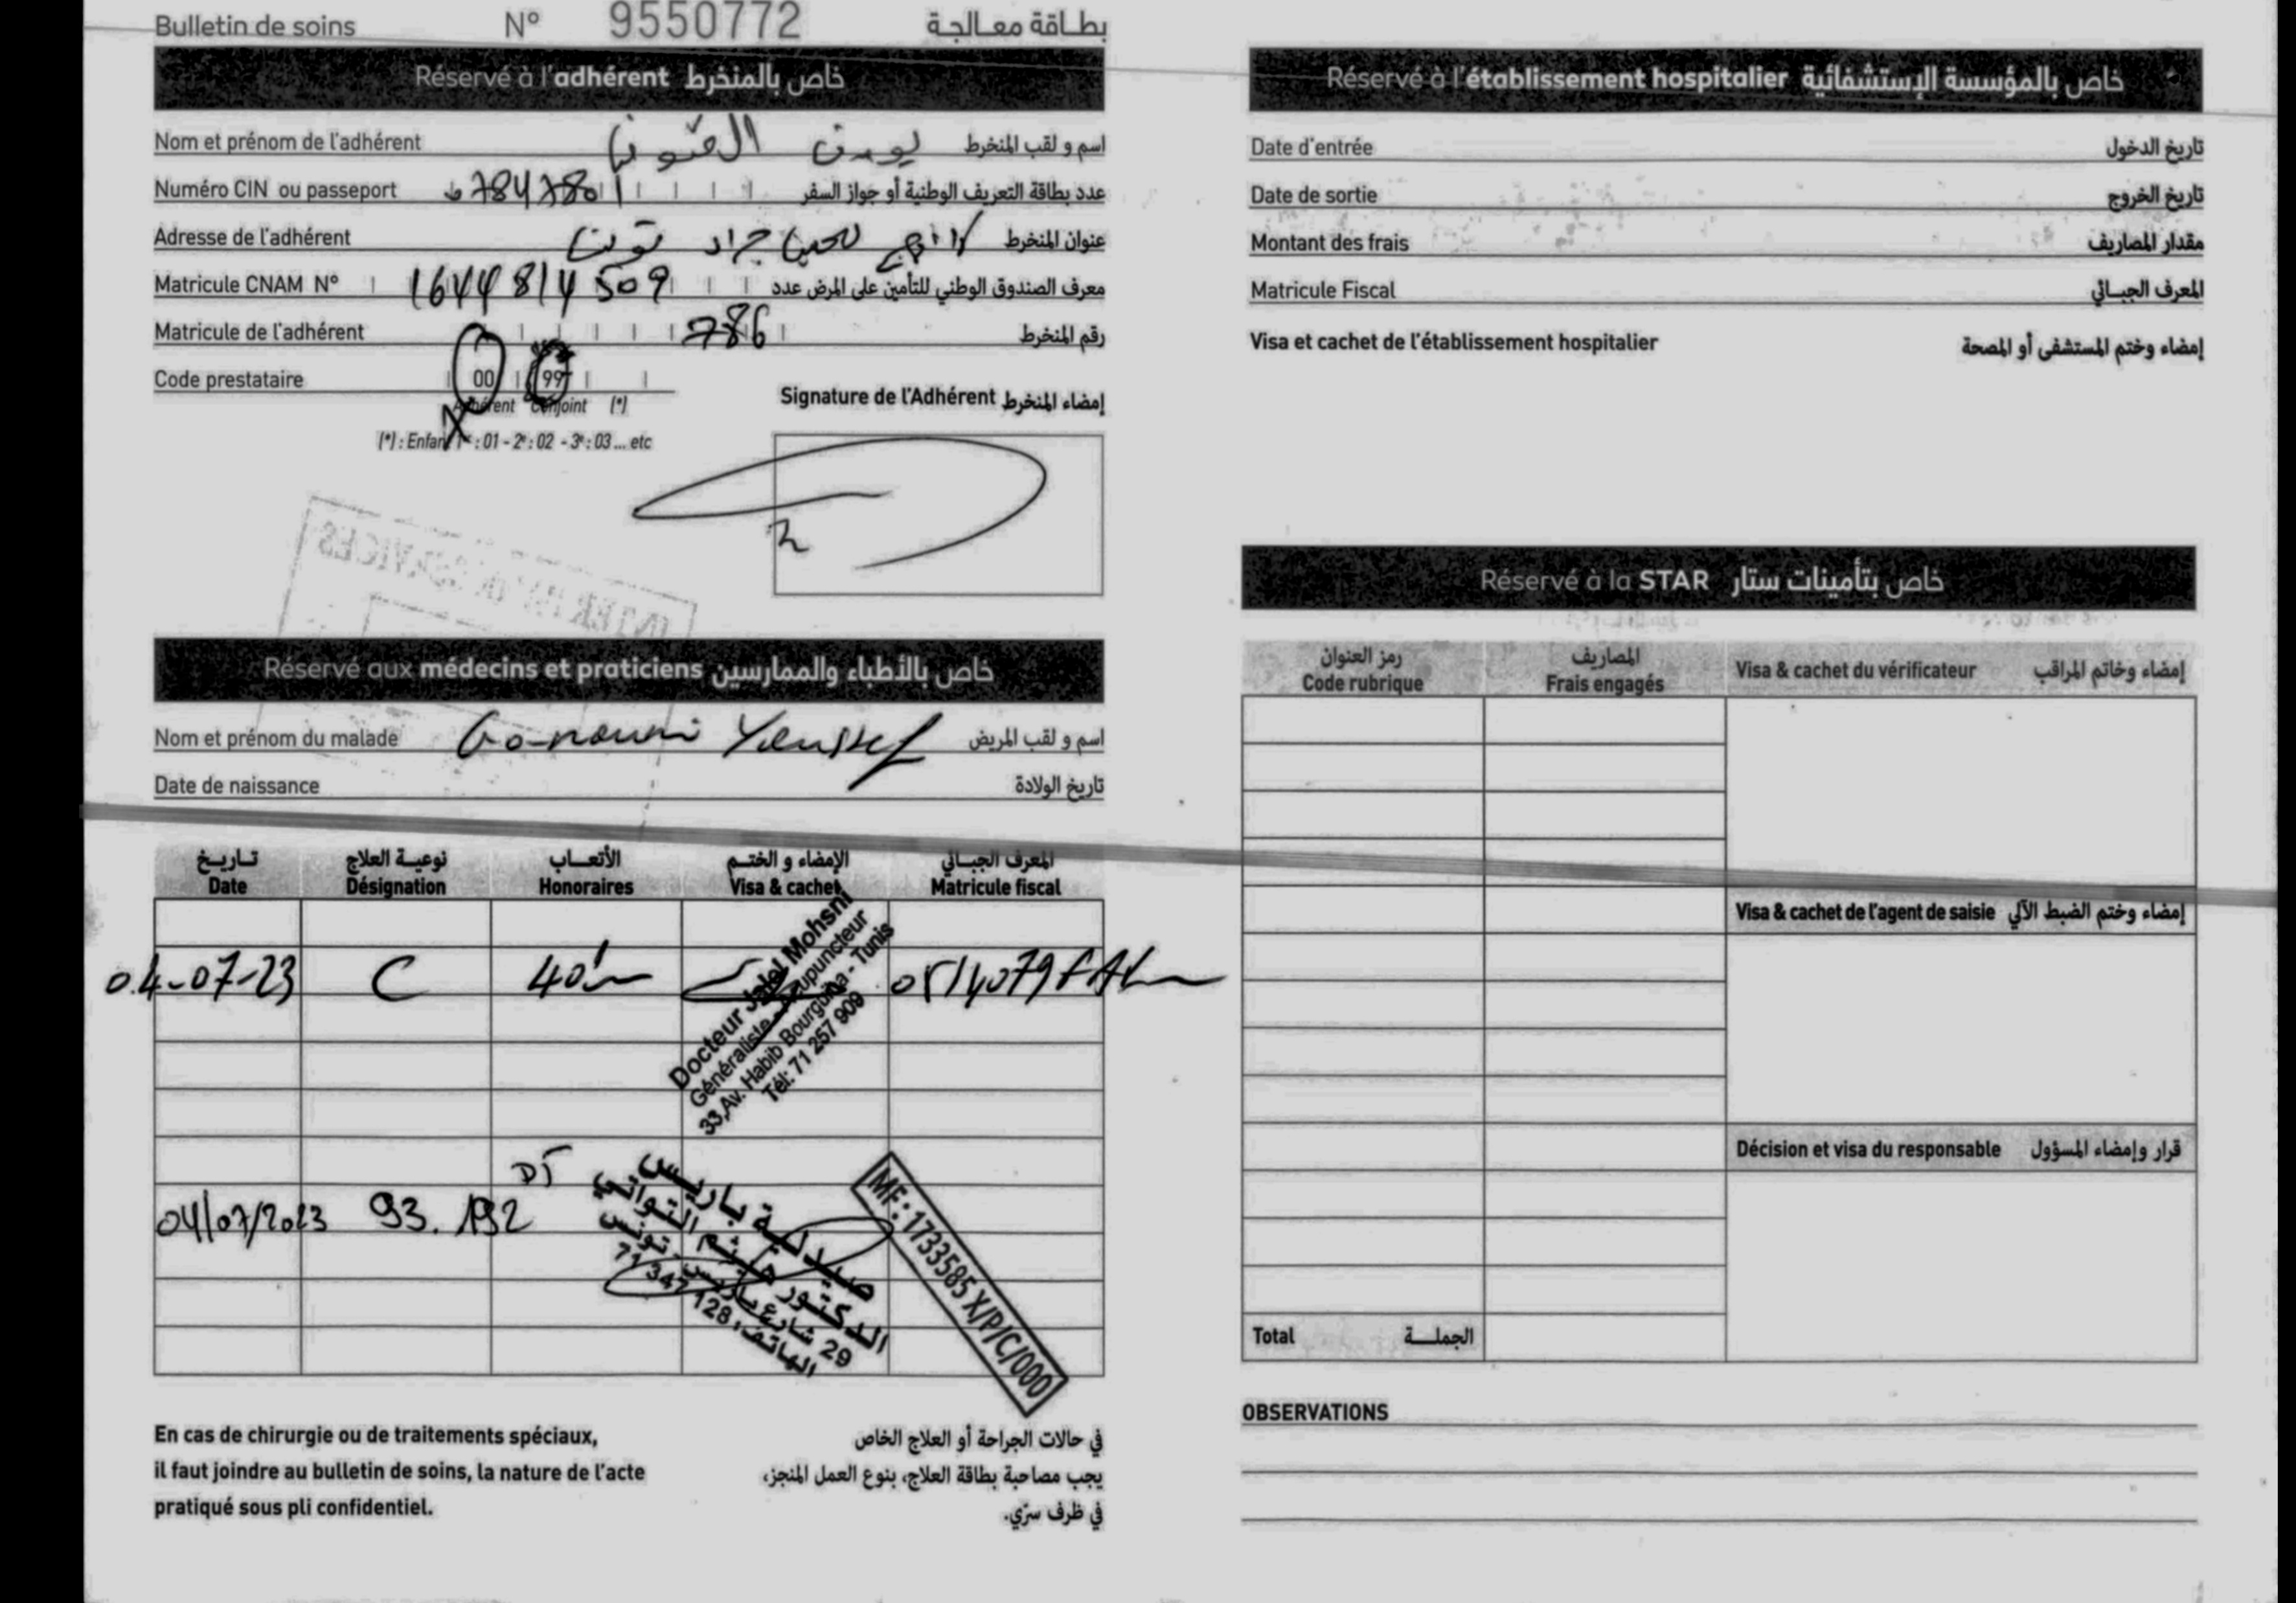 Bulletin de soins N° 9550772 بطاقة معالجة
Réservé à l'adhérent خاص بالمنخرط
Nom et prénom de l'adhérent يوسف القنوني اسم و لقب المنخرط
Numéro CIN ou passeport 06784780 عدد بطاقة التعريف الوطنية أو جواز السفر
Adresse de l'adhérent تونس عنوان المنخرط
Matricule CNAM N° 1644814509 معرف الصندوق الوطني للتأمين على المرض عدد
Matricule de l'adhérent 786 رقم المنخرط
Code prestataire 00 99
Adhérent Conjoint (*)
(*) : Enfant 1er : 01 - 2e : 02 - 3e : 03 ... etc
Signature de l'Adhérent إمضاء المنخرط
Réservé aux médecins et praticiens خاص بالأطباء والممارسين
Nom et prénom du malade Gannouni Youssef اسم و لقب المريض
Date de naissance تاريخ الولادة
تاريخ نوعية العلاج الأتعاب الإمضاء و الختم المعرف الجبائي
Date Désignation Honoraires Visa & cachet Matricule fiscal
04-07-23 C 40
Docteur Jalel Mohsni
Généraliste - Acupuncteur
33,Av. Habib Bourguiba - Tunis
Tél: 71 257 909
04/07/2023 93.192 DT
صيدلية باريس
الدكتور هيثم التواتي
29 شارع باريس - تونس
الهاتف: 71 347 128
MF: 1733585 X/P/C/000
En cas de chirurgie ou de traitements spéciaux,
il faut joindre au bulletin de soins, la nature de l'acte
pratiqué sous pli confidentiel.
في حالات الجراحة أو العلاج الخاص
يجب مصاحبة بطاقة العلاج، بنوع العمل المنجز،
في ظرف سرّي.
Réservé à l'établissement hospitalier خاص بالمؤسسة الإستشفائية
Date d'entrée تاريخ الدخول
Date de sortie تاريخ الخروج
Montant des frais مقدار المصاريف
Matricule Fiscal المعرف الجبائي
Visa et cachet de l'établissement hospitalier إمضاء وختم المستشفى أو المصحة
Réservé à la STAR خاص بتأمينات ستار
رمز العنوان المصاريف
Code rubrique Frais engagés Visa & cachet du vérificateur إمضاء وخاتم المراقب
Visa & cachet de l'agent de saisie إمضاء وختم الضبط الآلي
Décision et visa du responsable قرار وإمضاء المسؤول
Total الجملة
OBSERVATIONS